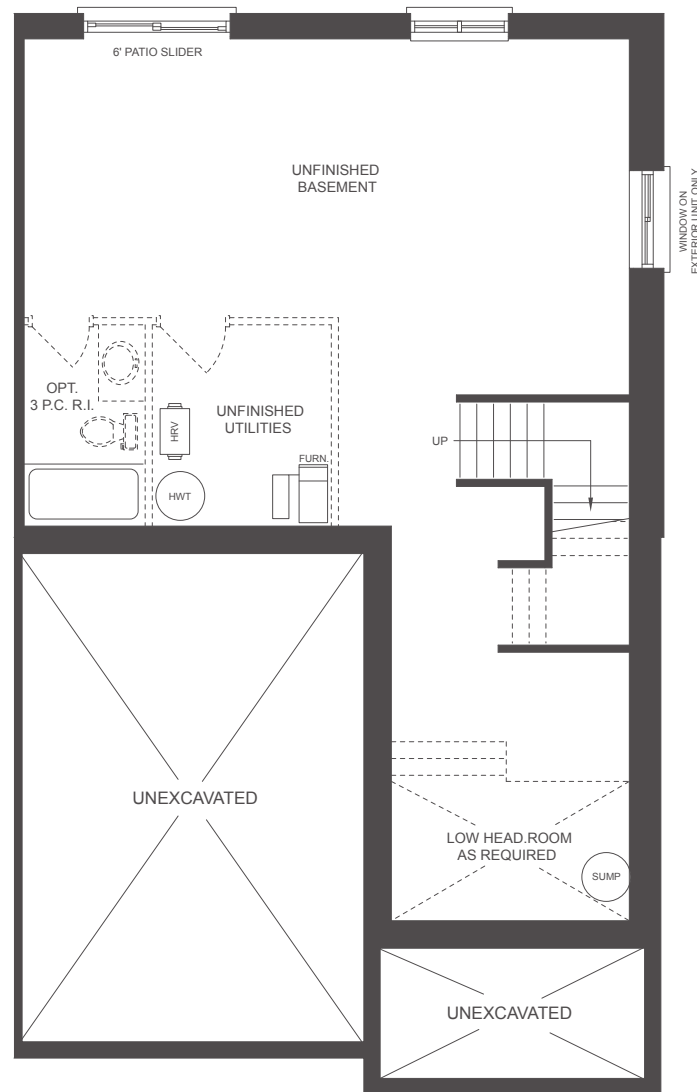 6' PATIO SLIDER
UNFINISHED
BASEMENT
WINDOW ON
EXTERIOR UNIT ONLY
OPT.
3 P.C. R.I.
UNFINISHED
UTILITIES
HRV
FURN.
HWT
UP
UNEXCAVATED
LOW HEAD.ROOM
AS REQUIRED
SUMP
UNEXCAVATED